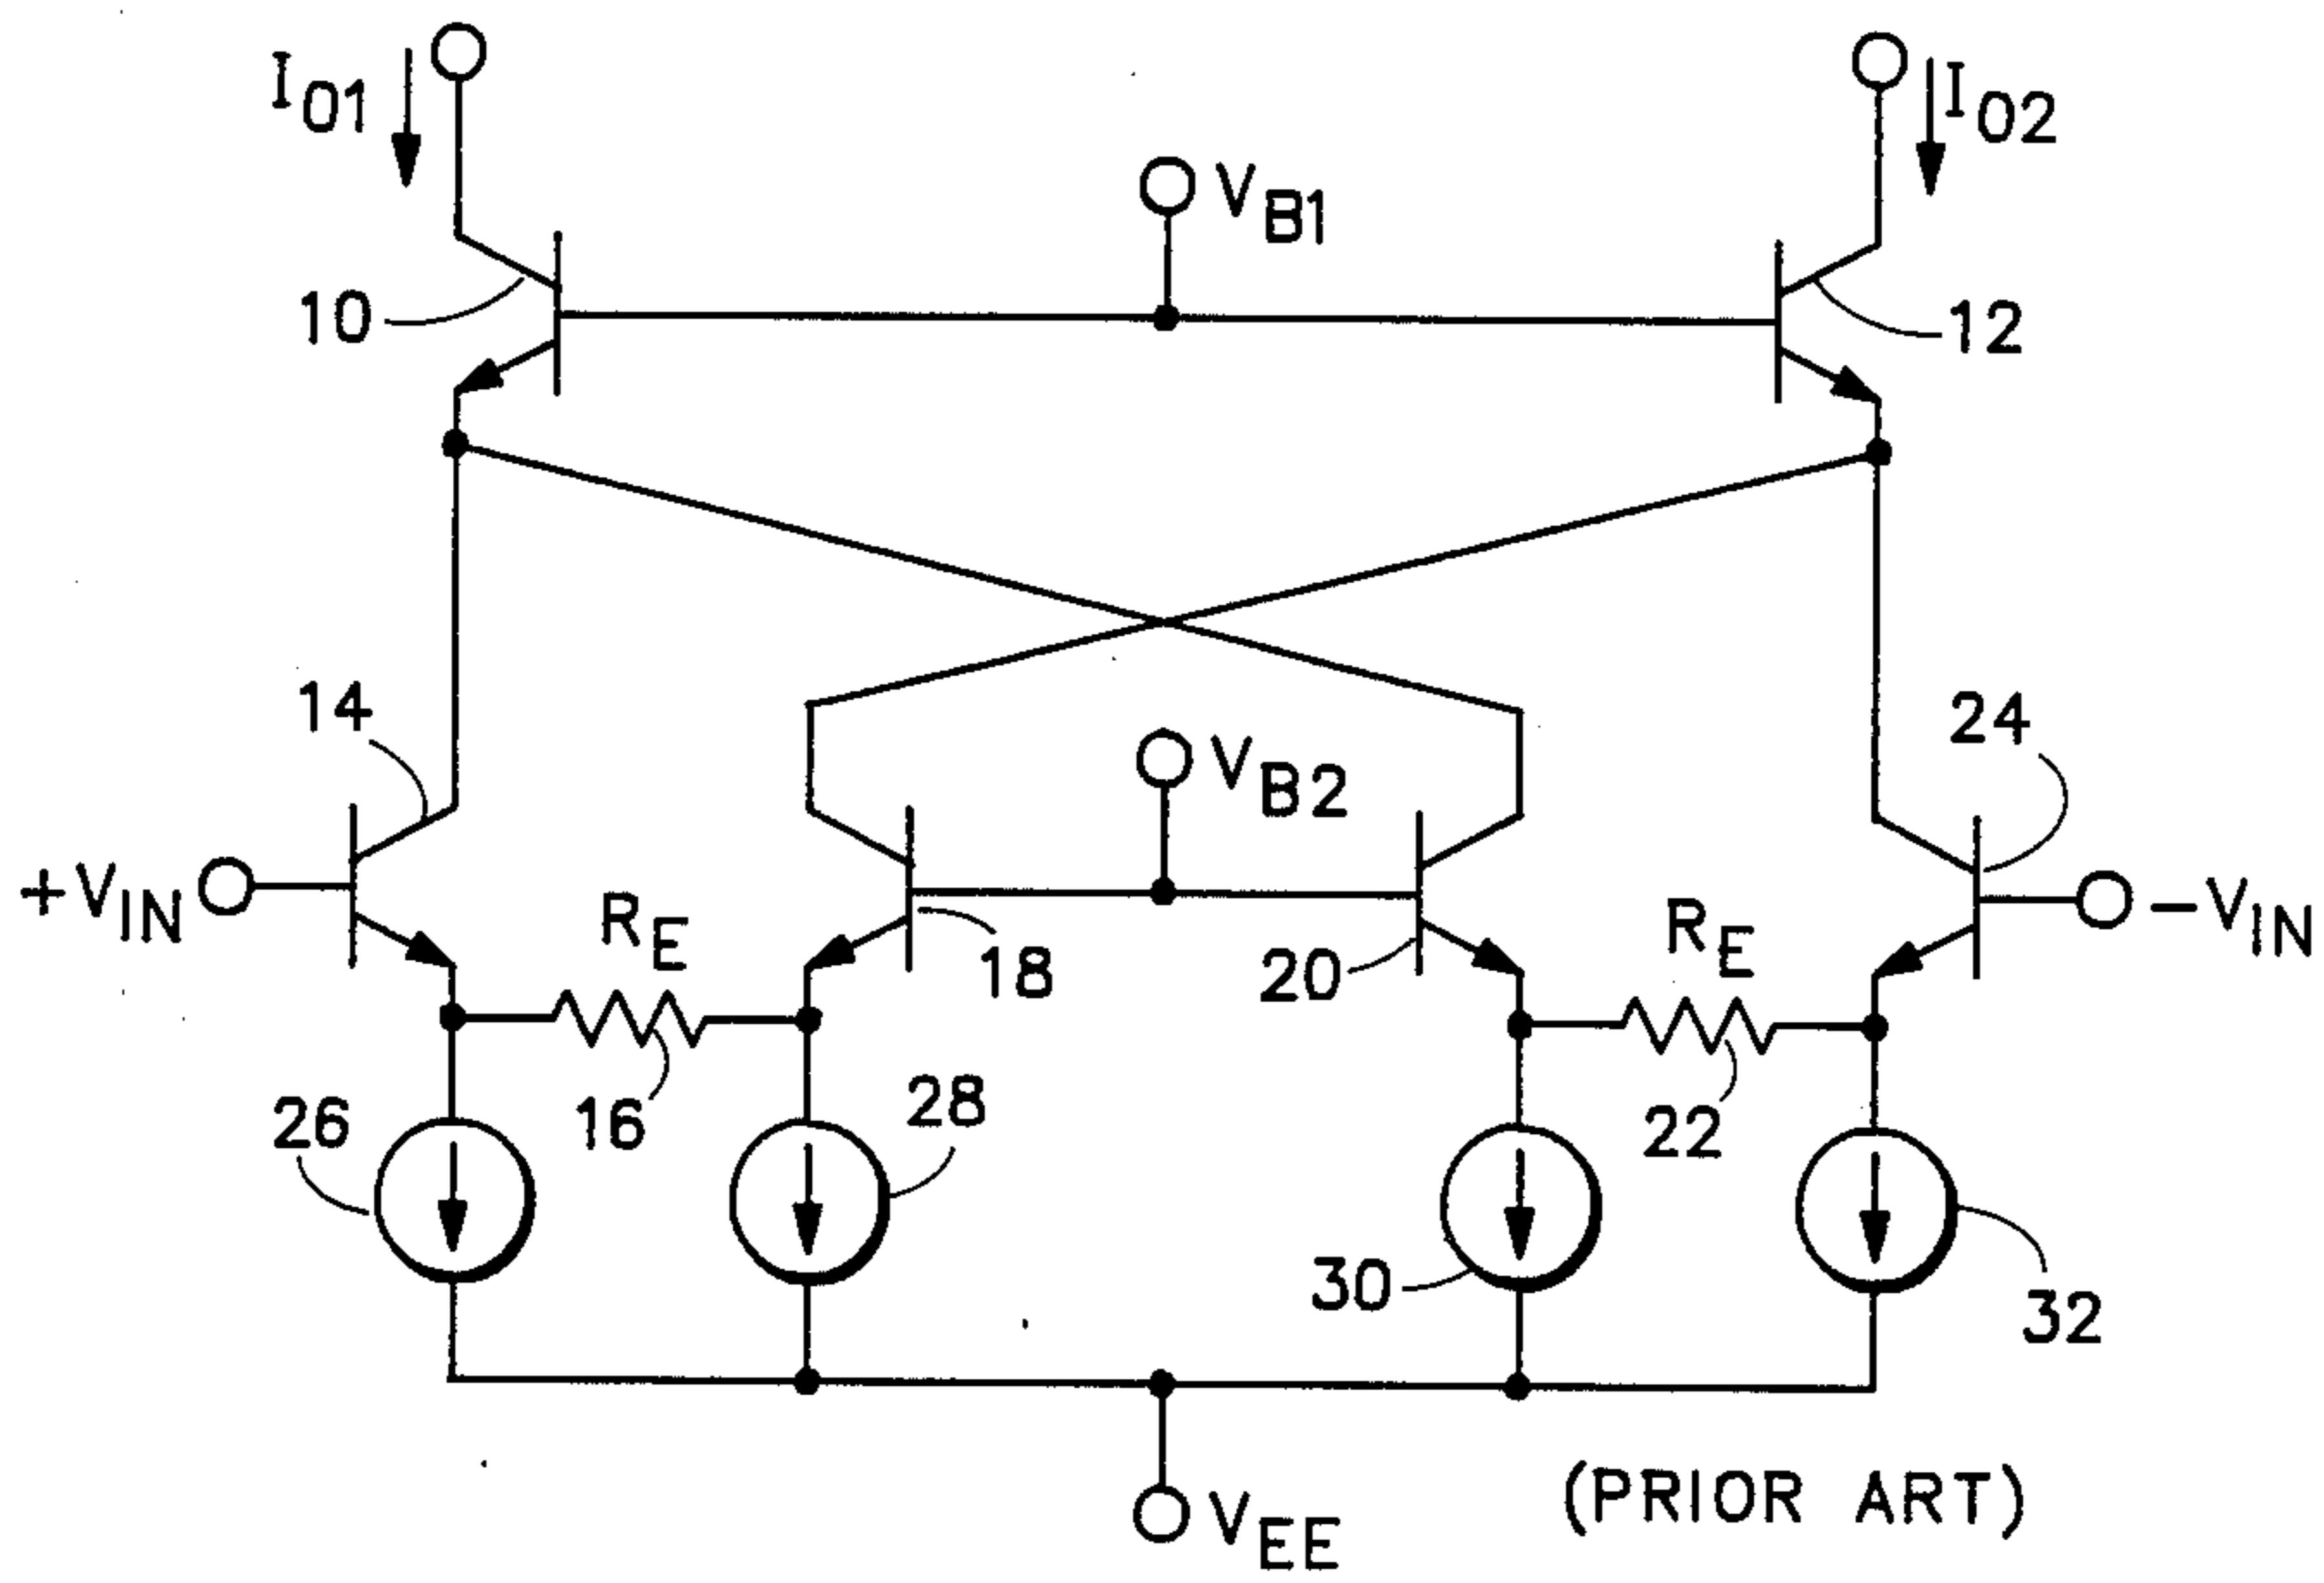 I01
I02
VB1
10
12
14
24
VB2
+VIN
RE
18
20
RE
-VIN
26
16
28
22
30
32
VEE
(PRIOR ART)